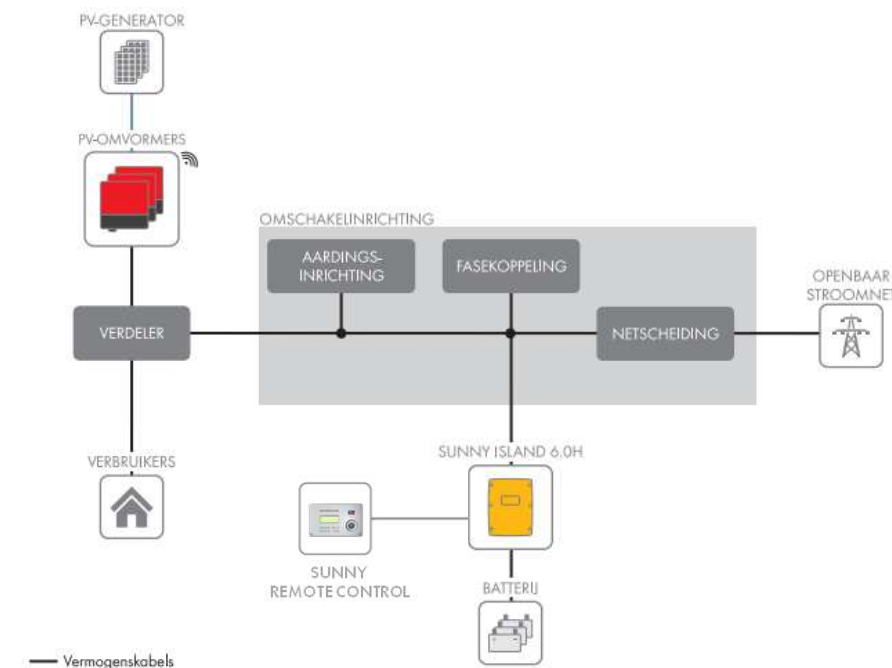 PV-GENERATOR
PV-OMVORMERS
OMSCHAKELINRICHTING
AARDINGS-
INRICHTING
FASEKOPPELING
OPENBAAR
STROOMNET
VERDELER
NETSCHEIDING
VERBRUIKERS
SUNNY ISLAND 6.0H
SUNNY
REMOTE CONTROL
BATTERIJ
Vermogenskabels